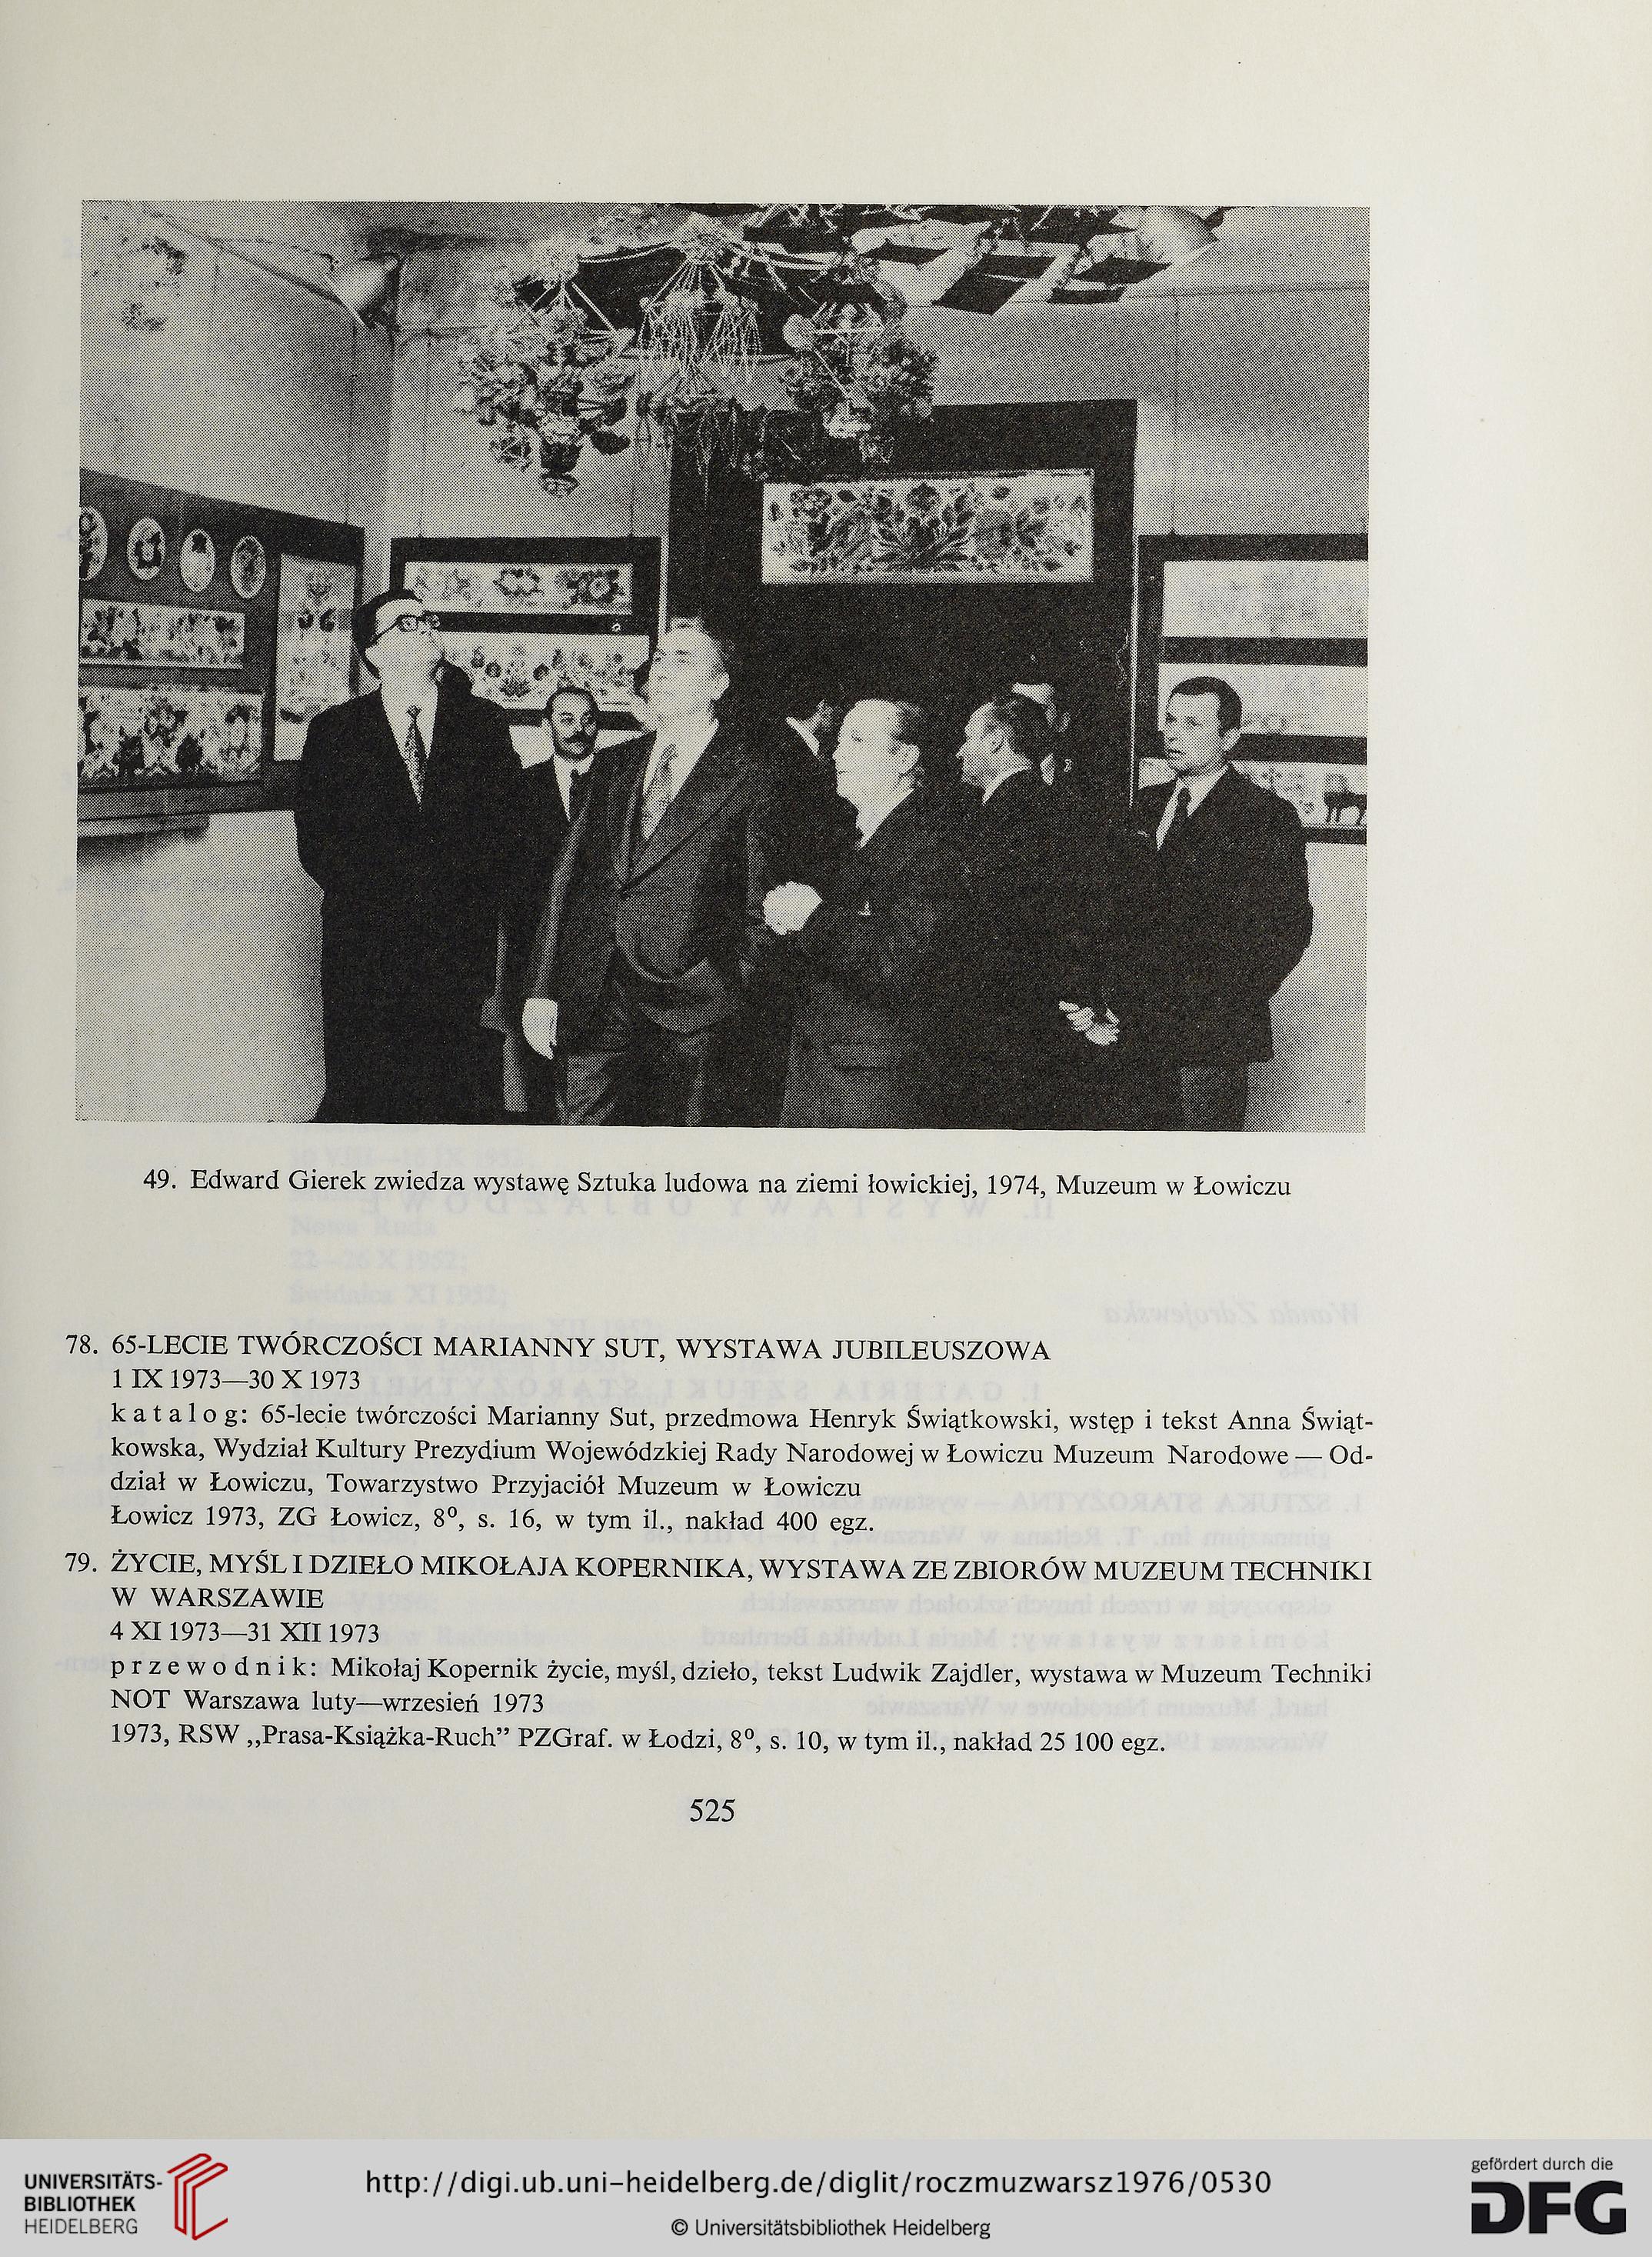 49. Edward Gierek zwiedza wystawę Sztuka ludowa na ziemi łowickiej, 1974, Muzeum w Łowiczu
78. 65-LECIE TWÓRCZOŚCI MARIANNY SUT, WYSTAWA JUBILEUSZOWA
1 IX 1973—30 X 1973
katalog: 65-lecie twórczości Marianny Sut, przedmowa Henryk Świątkowski, wstęp i tekst Anna Świąt-
kowska, Wydział Kultury Prezydium Wojewódzkiej Rady Narodowej w Łowiczu Muzeum Narodowe — Od-
dział w Łowiczu, Towarzystwo Przyjaciół Muzeum w Łowiczu
Łowicz 1973, ZG Łowicz, 8⁰, s. 16, w tym il., nakład 400 egz.
79. ŻYCIE, MYŚL I DZIEŁO MIKOŁAJA KOPERNIKA, WYSTAWA ZE ZBIORÓW MUZEUM TECHNIKI
W WARSZAWIE
4 XI 1973—31 XII 1973
przewodnik: Mikołaj Kopernik życie, myśl, dzieło, tekst Ludwik Zajdler, wystawa w Muzeum Techniki
NOT Warszawa luty—wrzesień 1973
1973, RSW „Prasa-Książka-Ruch” PZGraf. w Łodzi, 8⁰, s. 10, w tym il., nakład 25 100 egz.
525
UNIVERSITÄTS-
BIBLIOTHEK
HEIDELBERG
http://digi.ub.uni-heidelberg.de/diglit/roczmuzwarsz1976/0530
© Universitätsbibliothek Heidelberg
gefördert durch die
DFG